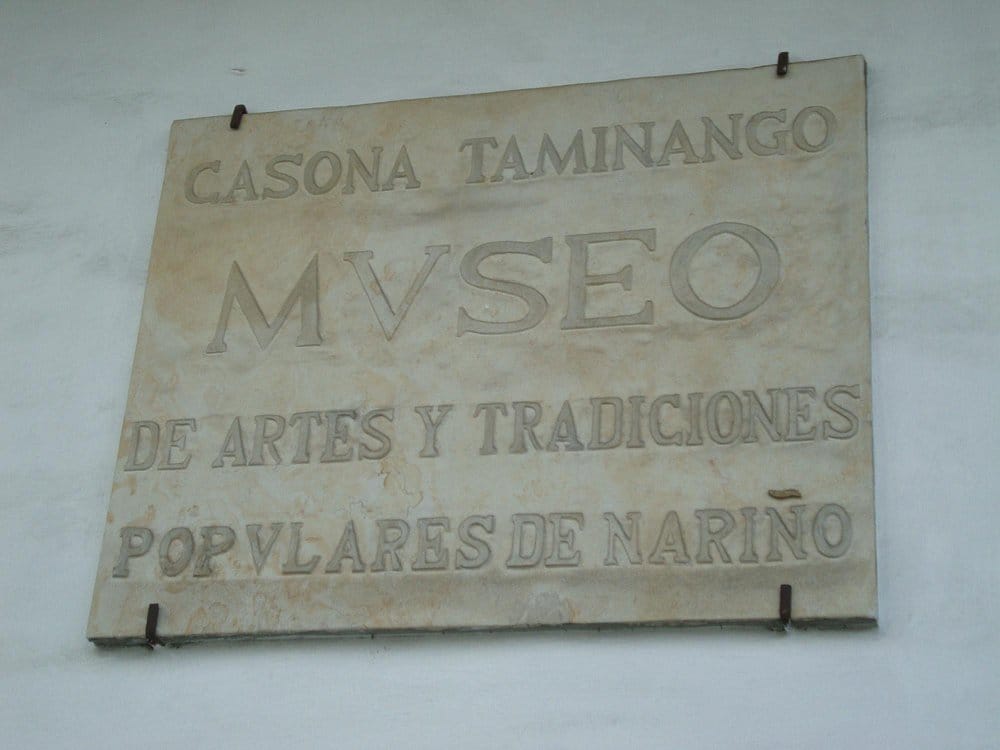 CASONA TAMINANGO
MVSEO
DE ARTES Y TRADICIONES
POPVLARES DE NARIÑO